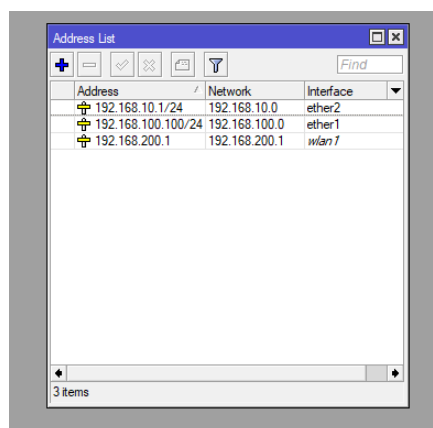 Address List
Find
Address Network Interface
192.168.10.1/24 192.168.10.0 ether2
192.168.100.100/24 192.168.100.0 ether1
192.168.200.1 192.168.200.1 wlan1
3 items